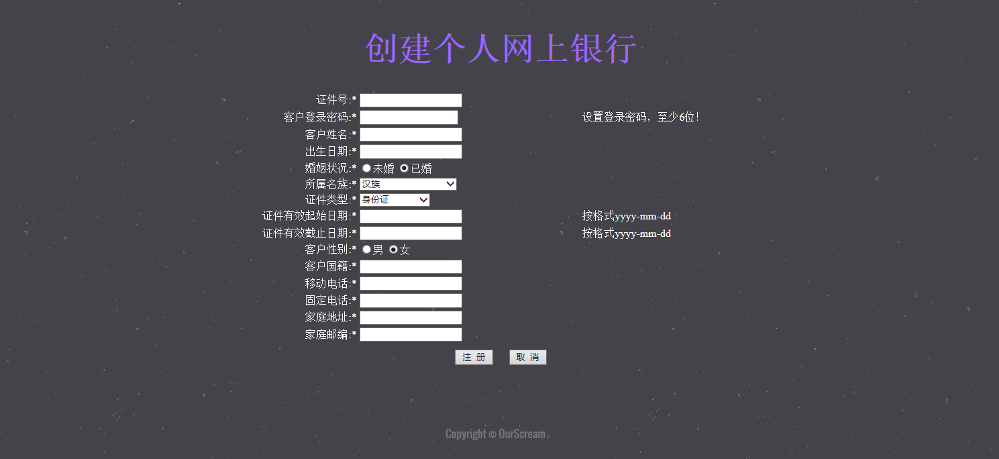 创建个人网上银行
证件号:*
客户登录密码:* 设置登录密码，至少6位!
客户姓名:*
出生日期:*
婚姻状况:* 未婚 已婚
所属名族:* 汉族
证件类型:* 身份证
证件有效起始日期:* 按格式yyyy-mm-dd
证件有效截止日期:* 按格式yyyy-mm-dd
客户性别:* 男 女
客户国籍:*
移动电话:*
固定电话:*
家庭地址:*
家庭邮编:*
注 册 取 消
Copyright © OurScream。